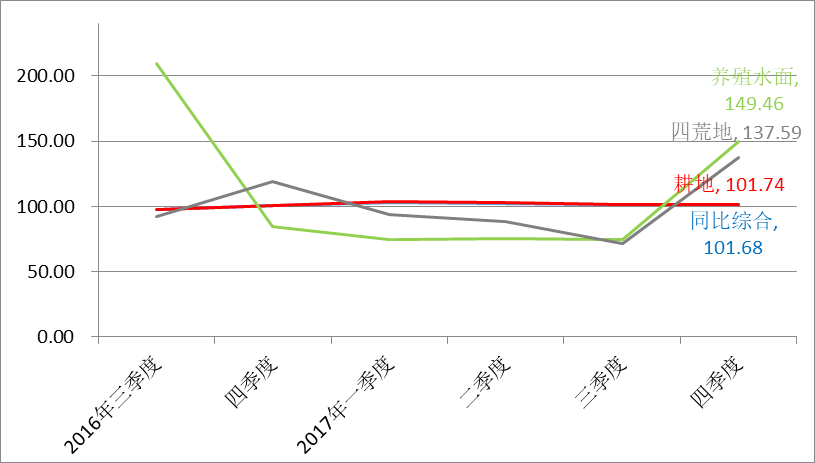 200.00
150.00
100.00
50.00
0.00
养殖水面,
149.46
四荒地, 137.59
耕地, 101.74
同比综合,
101.68
2016年三季度
四季度
2017年一季度
二季度
三季度
四季度